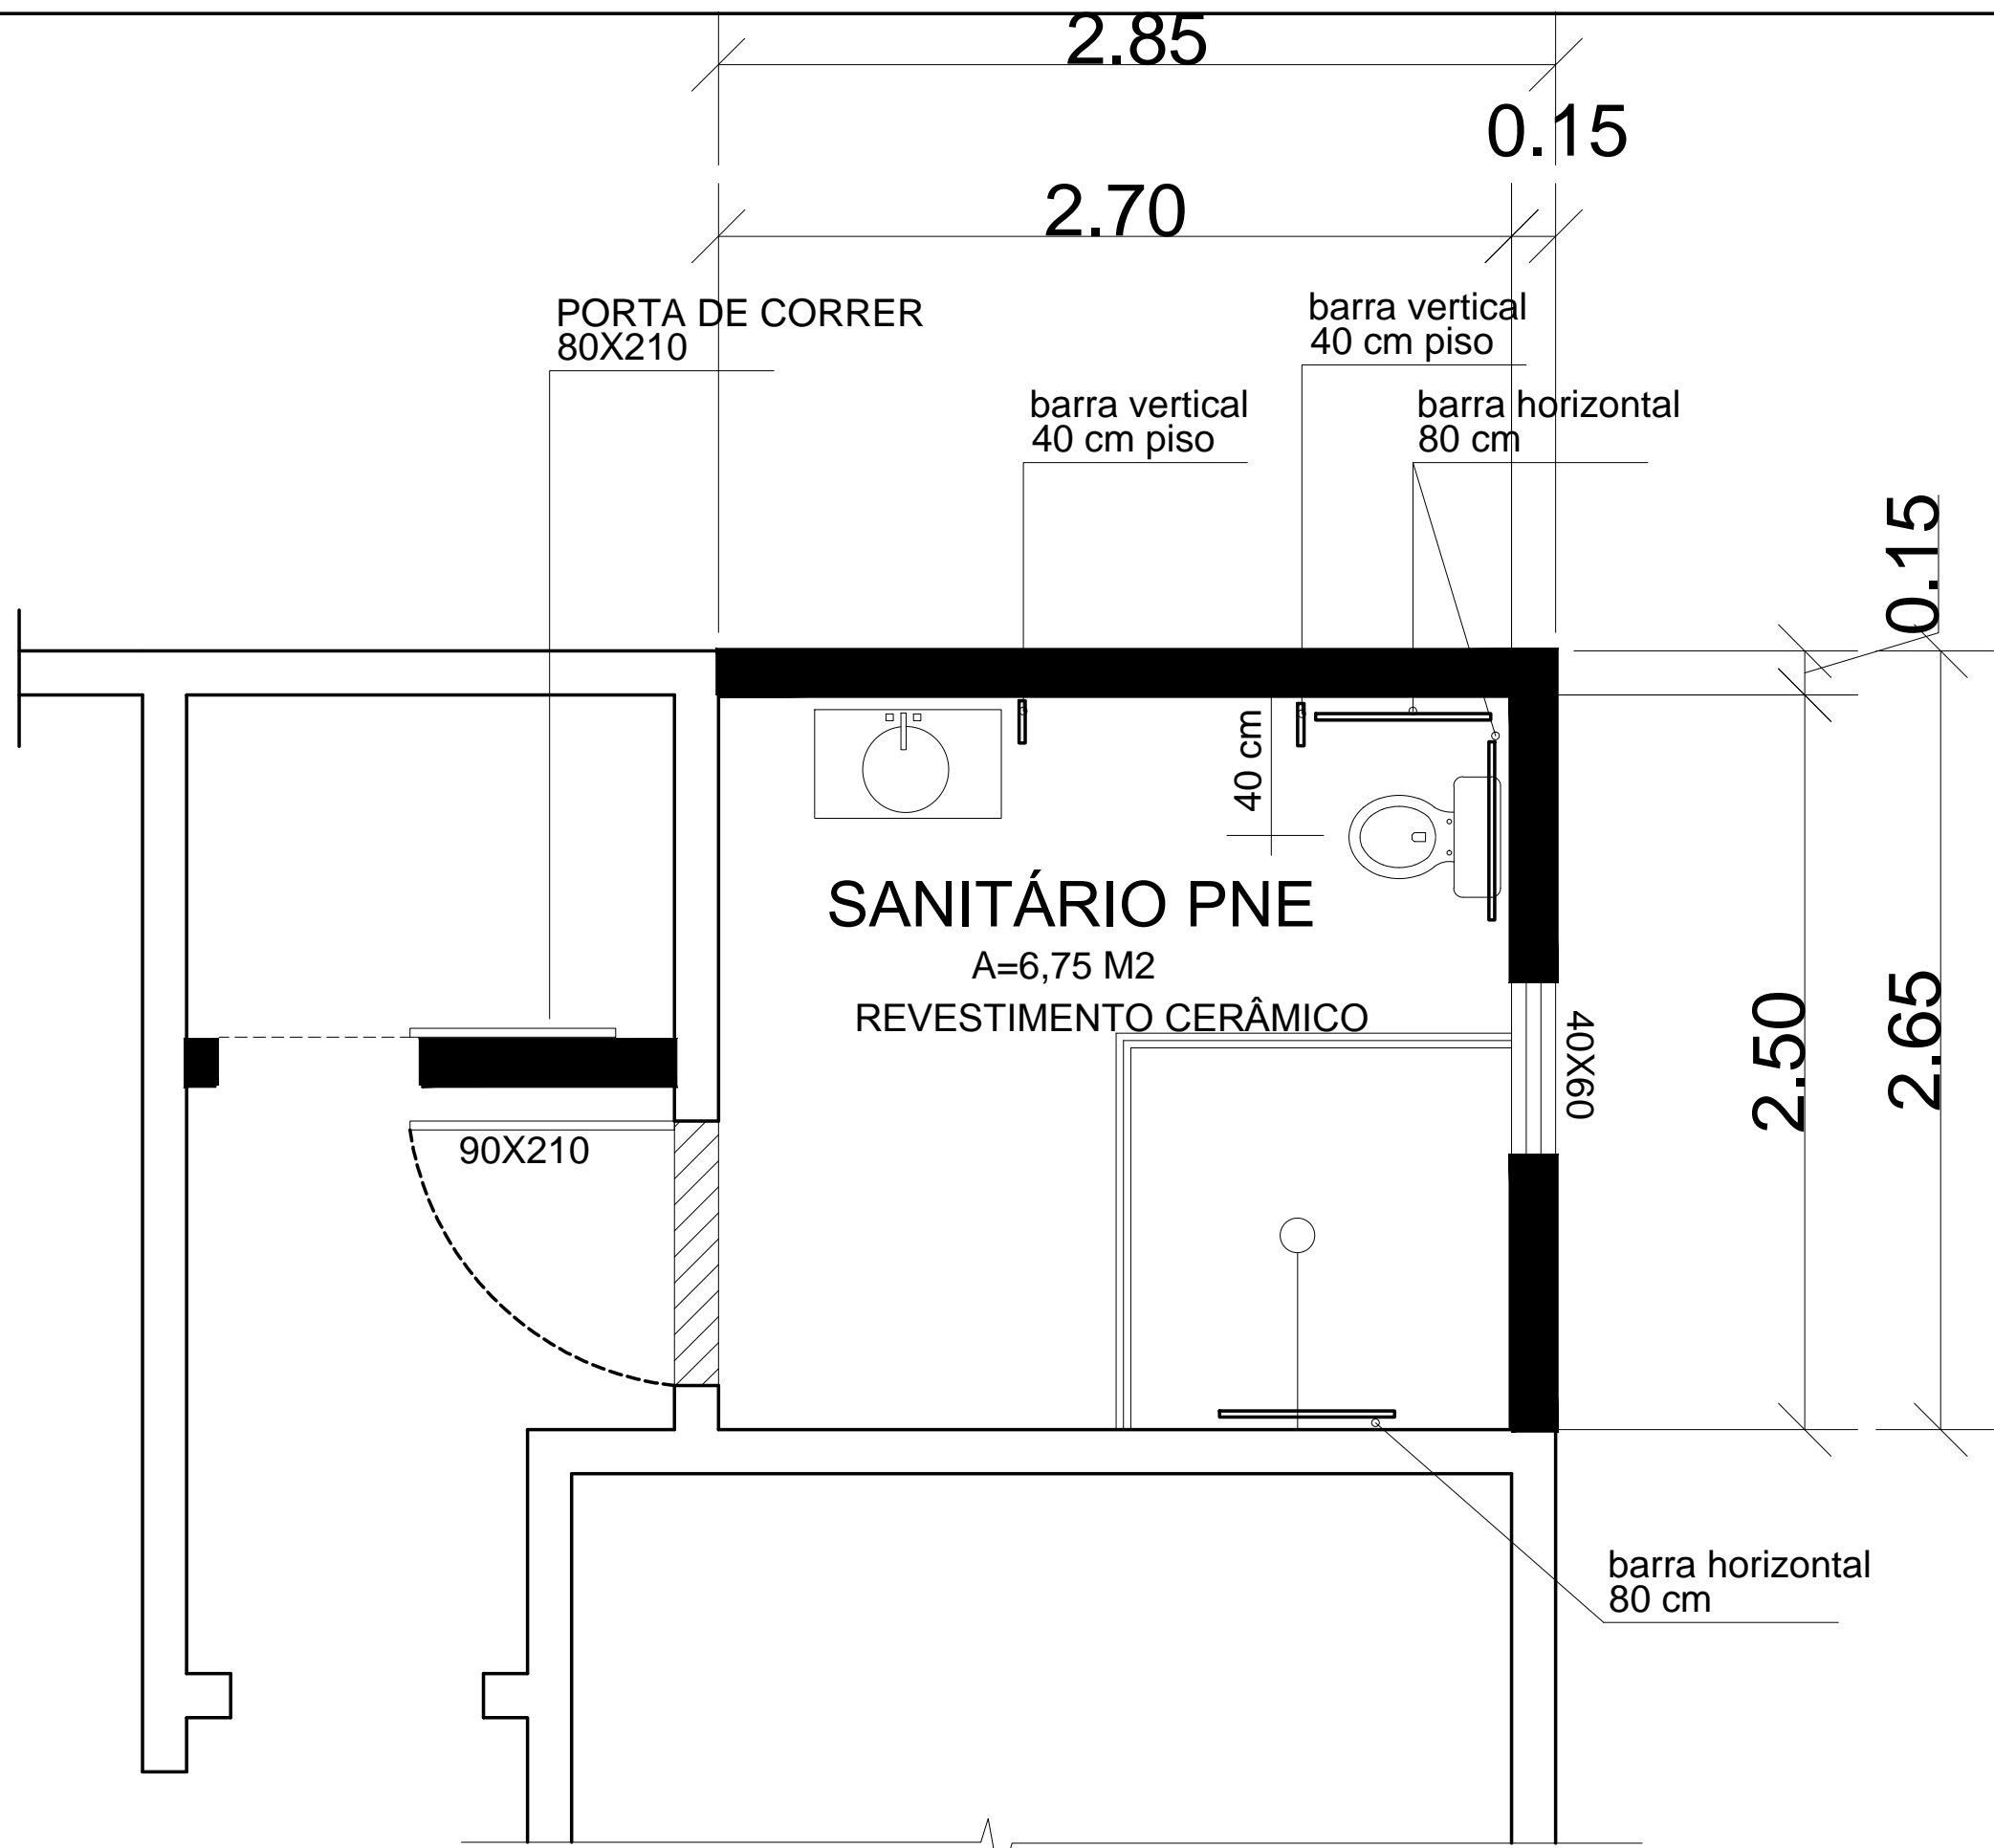 2.85
0.15
2.70
PORTA DE CORRER
80X210
barra vertical
40 cm piso
barra vertical
40 cm piso
barra horizontal
80 cm
0.15
40 cm
SANITÁRIO PNE
A=6,75 M2
REVESTIMENTO CERÂMICO
40X60
2.50
2.65
90X210
barra horizontal
80 cm